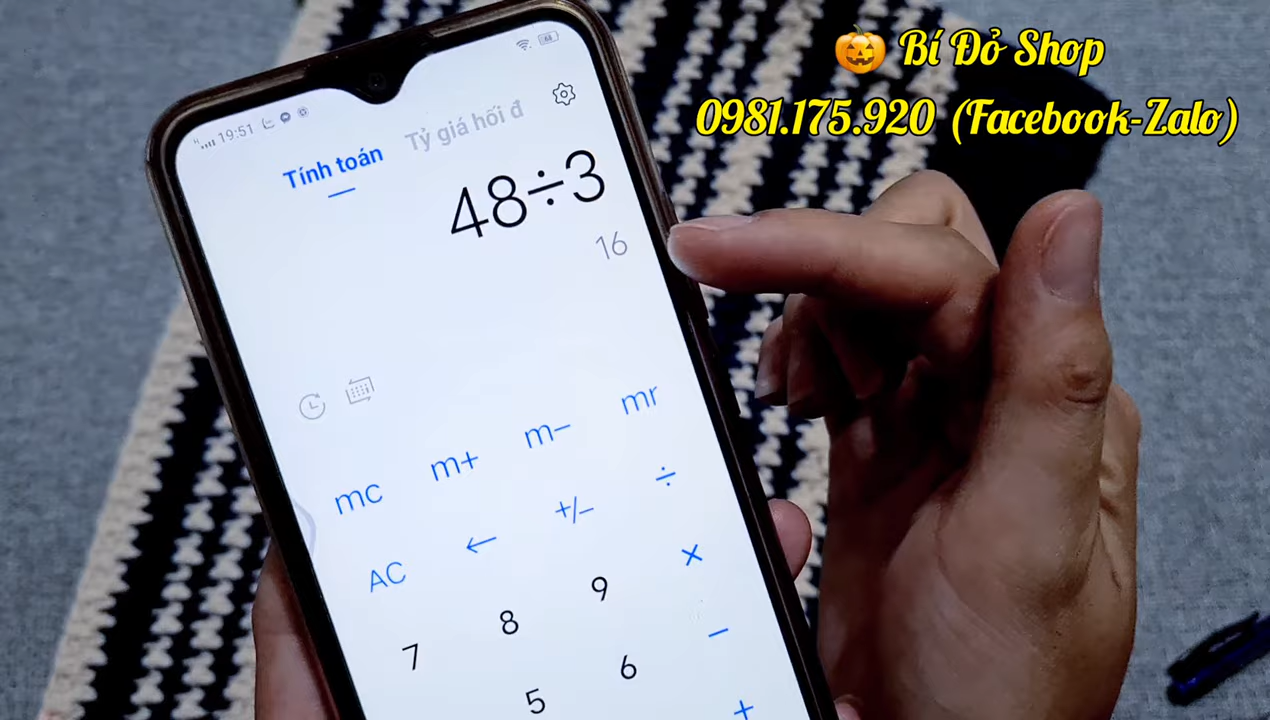 🎃 Bí Đỏ Shop
0981.175.920 (Facebook-Zalo)
19:51
68
Tính toán Tỷ giá hối đ
48÷3
16
mc m+ m− mr
AC ← +/− ÷
7 8 9 ×
5 6 −
+